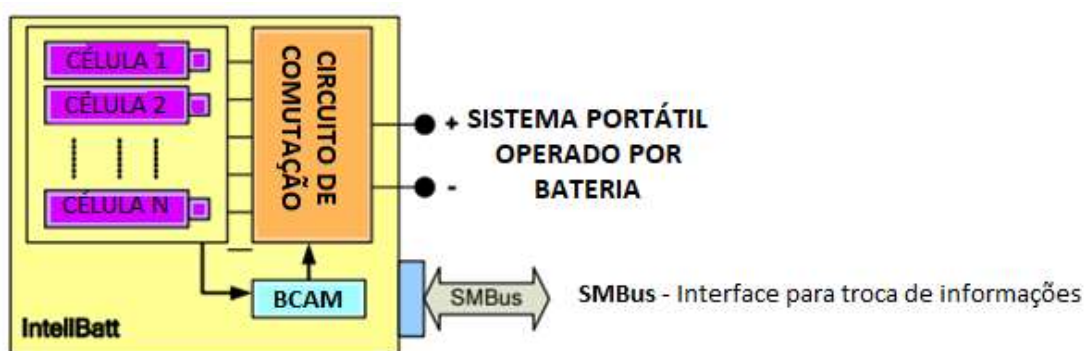 CÉLULA 1
CÉLULA 2
CÉLULA N
CIRCUITO DE
COMUTAÇÃO
+ SISTEMA PORTÁTIL
OPERADO POR
- BATERIA
BCAM
SMBus
SMBus - Interface para troca de informações
IntellBatt